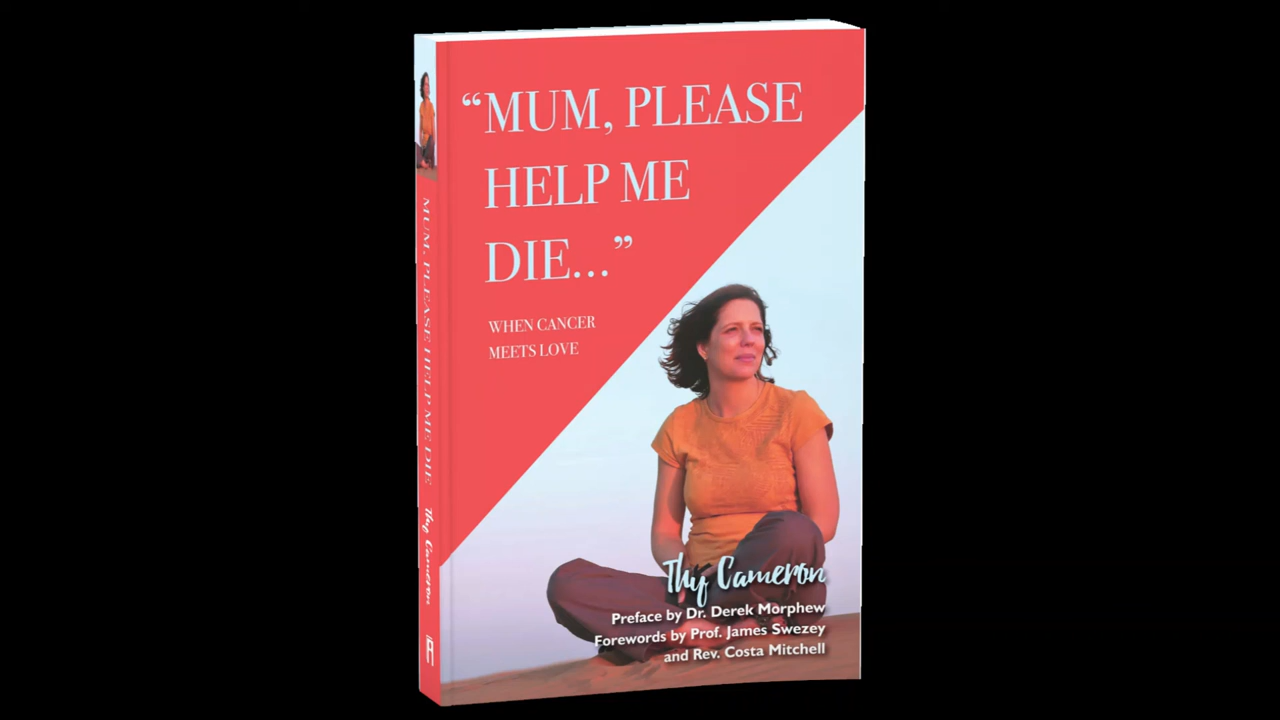 “MUM, PLEASE
HELP ME
DIE...”
WHEN CANCER
MEETS LOVE
Thy Cameron
Preface by Dr. Derek Morphew
Forewords by Prof. James Swezey
and Rev. Costa Mitchell
MUM, PLEASE HELP ME DIE Thy Cameron